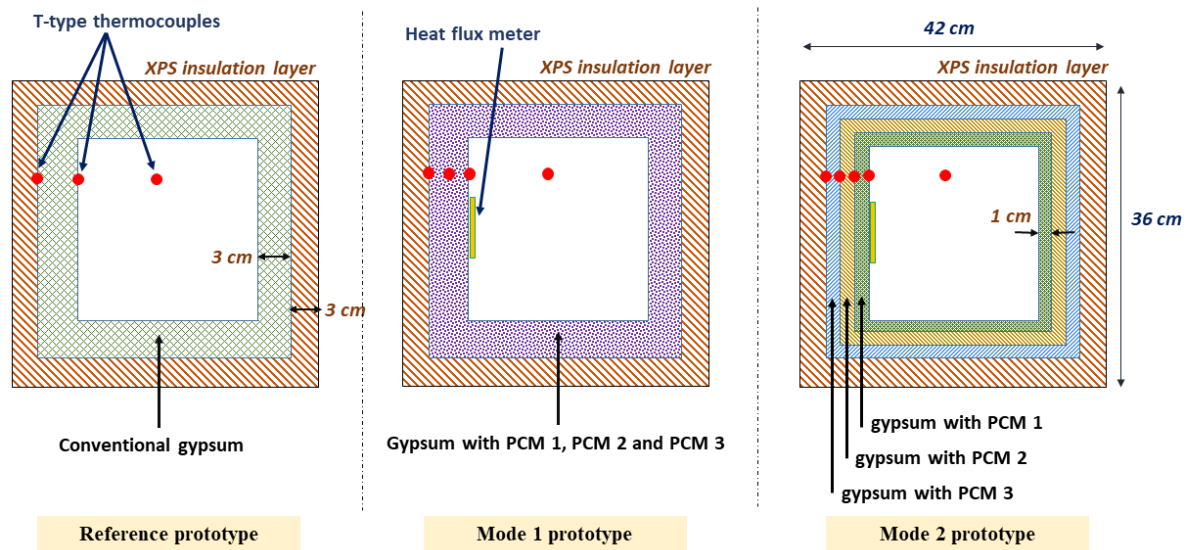 T-type thermocouples
XPS insulation layer
3 cm
3 cm
Conventional gypsum
Reference prototype
Heat flux meter
XPS insulation layer
Gypsum with PCM 1, PCM 2 and PCM 3
Mode 1 prototype
42 cm
XPS insulation layer
1 cm
36 cm
gypsum with PCM 1
gypsum with PCM 2
gypsum with PCM 3
Mode 2 prototype